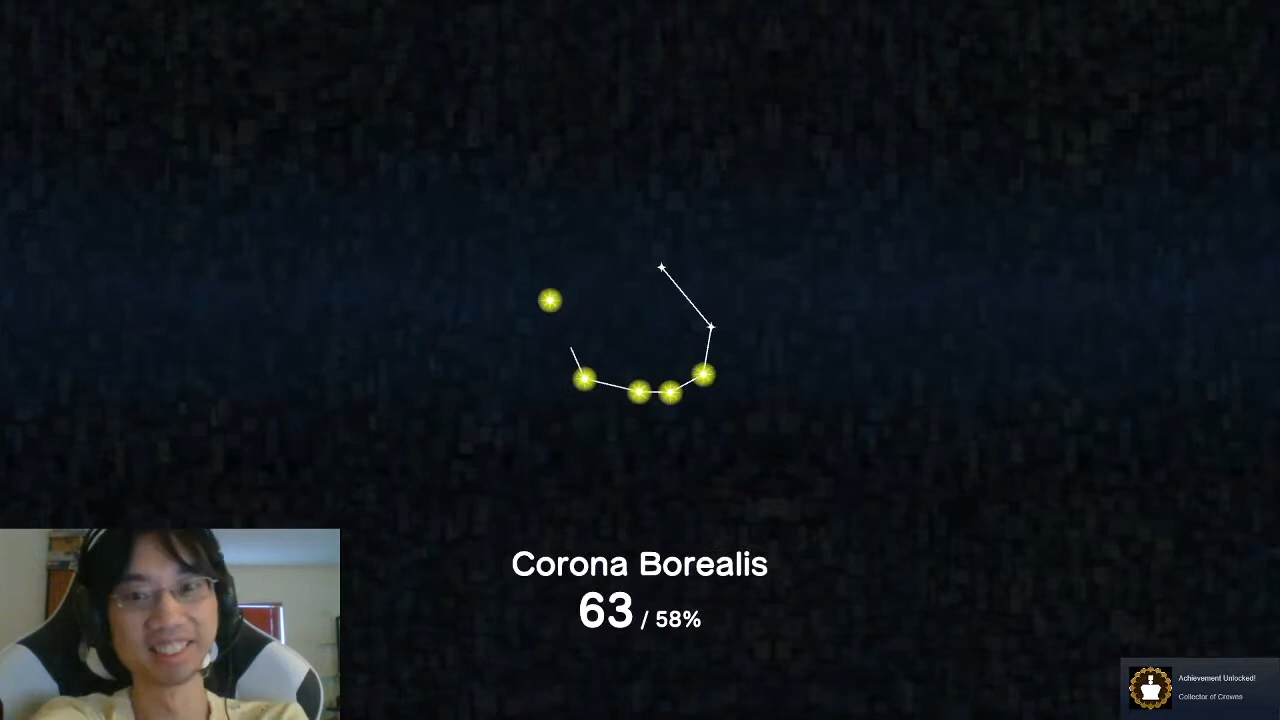 Corona Borealis
63 / 58%
Achievement Unlocked!
Collector of Crowns